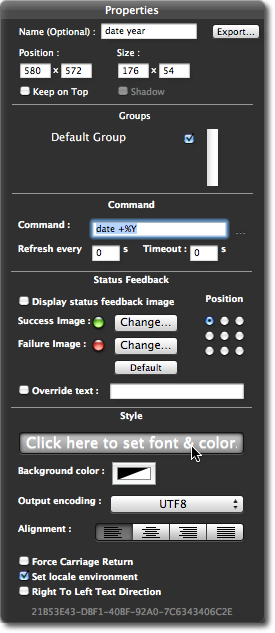 Properties
Name (Optional) : date year Export...
Position : Size :
580 x 572 176 x 54
Keep on Top Shadow
Groups
Default Group
Command
Command : date +%Y ...
Refresh every 0 s Timeout : 0 s
Status Feedback
Display status feedback image Position
Success Image : Change...
Failure Image : Change...
Default
Override text :
Style
Click here to set font & color.
Background color :
Output encoding : UTF8
Alignment :
Force Carriage Return
Set locale environment
Right To Left Text Direction
21B53E43-DBF1-40BF-92A0-7C6343406C2E